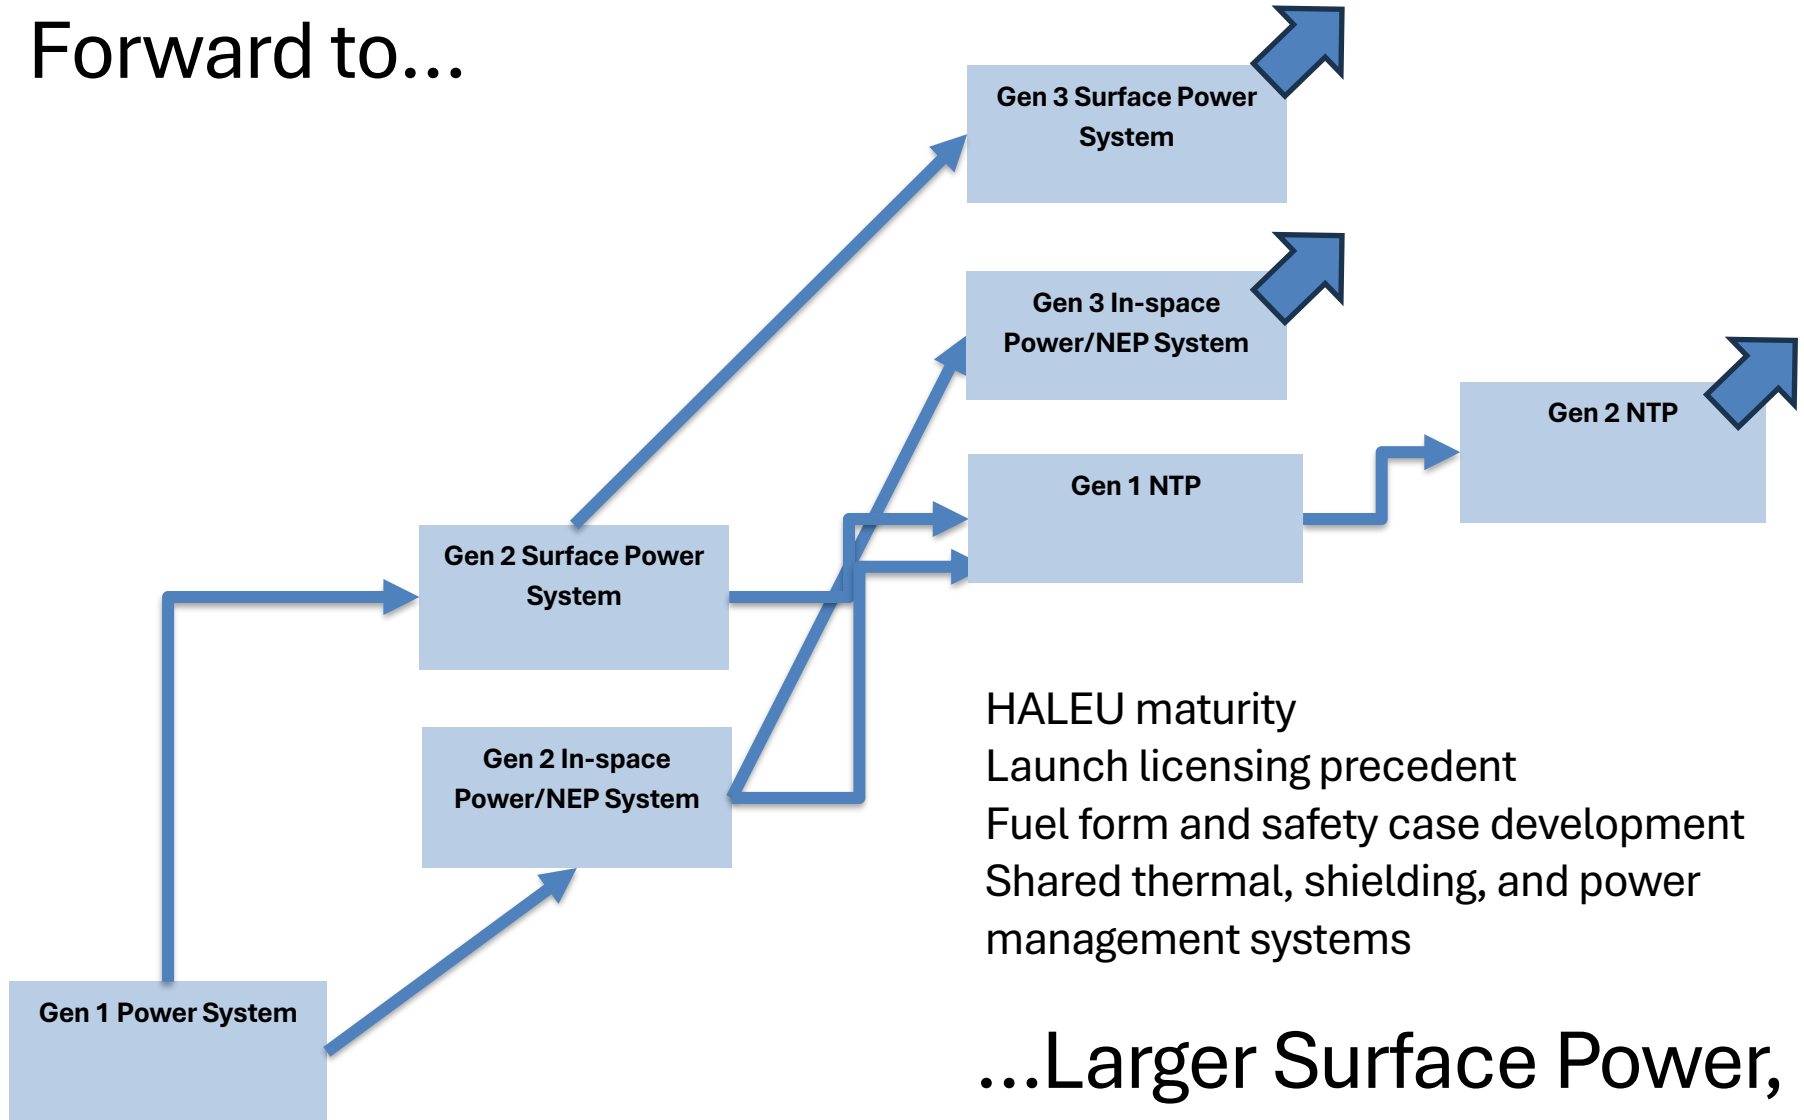 Forward to...
Gen 3 Surface Power
System
Gen 3 In-space
Power/NEP System
Gen 2 NTP
Gen 1 NTP
Gen 2 Surface Power
System
Gen 2 In-space
Power/NEP System
HALEU maturity
Launch licensing precedent
Fuel form and safety case development
Shared thermal, shielding, and power
management systems
Gen 1 Power System
...Larger Surface Power,